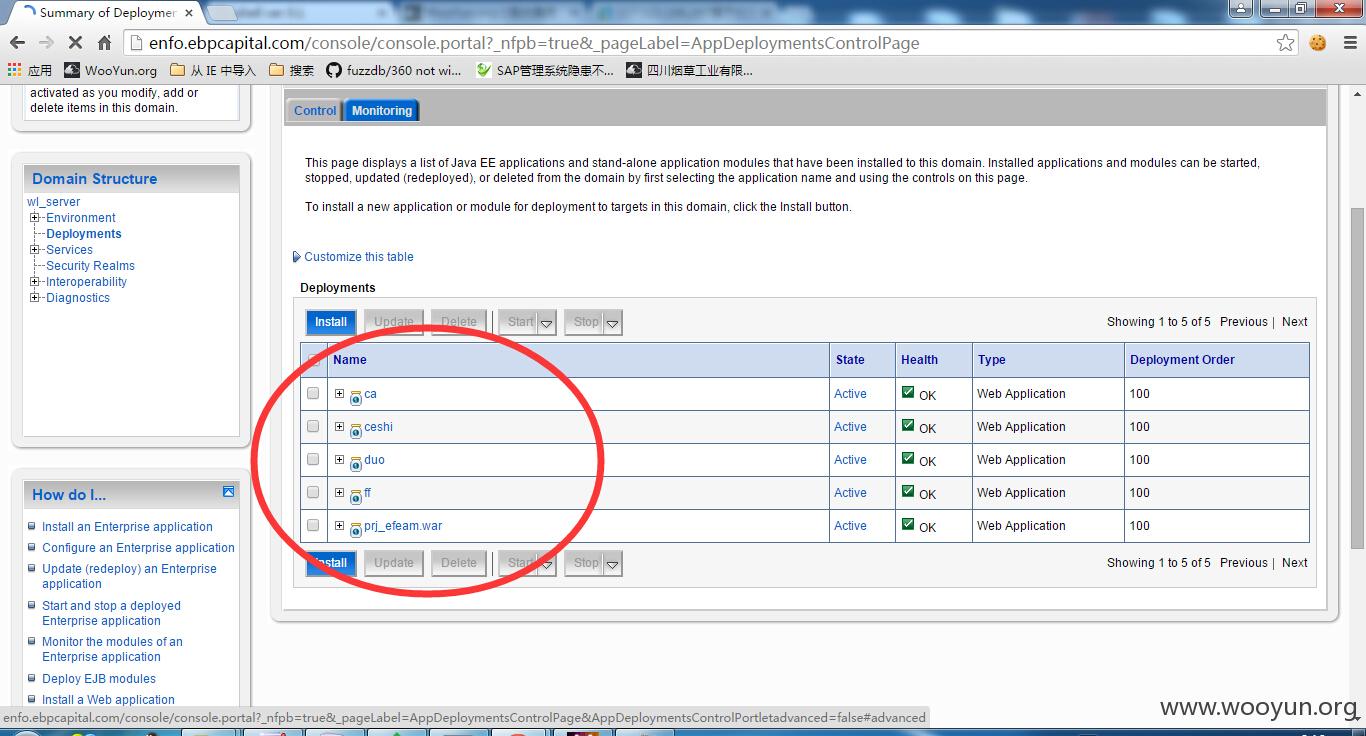 Summary of Deploymen
enfo.ebpcapital.com/console/console.portal?_nfpb=true&_pageLabel=AppDeploymentsControlPage
应用 WooYun.org 从 IE 中导入 搜索 fuzzdb/360 not wi... SAP管理系统隐患不... 四川烟草工业有限...
activated as you modify, add or
delete items in this domain.
Domain Structure
wl_server
Environment
Deployments
Services
Security Realms
Interoperability
Diagnostics
How do I...
Install an Enterprise application
Configure an Enterprise application
Update (redeploy) an Enterprise
application
Start and stop a deployed
Enterprise application
Monitor the modules of an
Enterprise application
Deploy EJB modules
Install a Web application
Control Monitoring
This page displays a list of Java EE applications and stand-alone application modules that have been installed to this domain. Installed applications and modules can be started,
stopped, updated (redeployed), or deleted from the domain by first selecting the application name and using the controls on this page.
To install a new application or module for deployment to targets in this domain, click the Install button.
Customize this table
Deployments
Install Update Delete Start Stop Showing 1 to 5 of 5 Previous | Next
Name State Health Type Deployment Order
ca Active OK Web Application 100
ceshi Active OK Web Application 100
duo Active OK Web Application 100
ff Active OK Web Application 100
prj_efeam.war Active OK Web Application 100
Install Update Delete Start Stop Showing 1 to 5 of 5 Previous | Next
enfo.ebpcapital.com/console/console.portal?_nfpb=true&_pageLabel=AppDeploymentsControlPage&AppDeploymentsControlPortletadvanced=false#advanced
www.wooyun.org